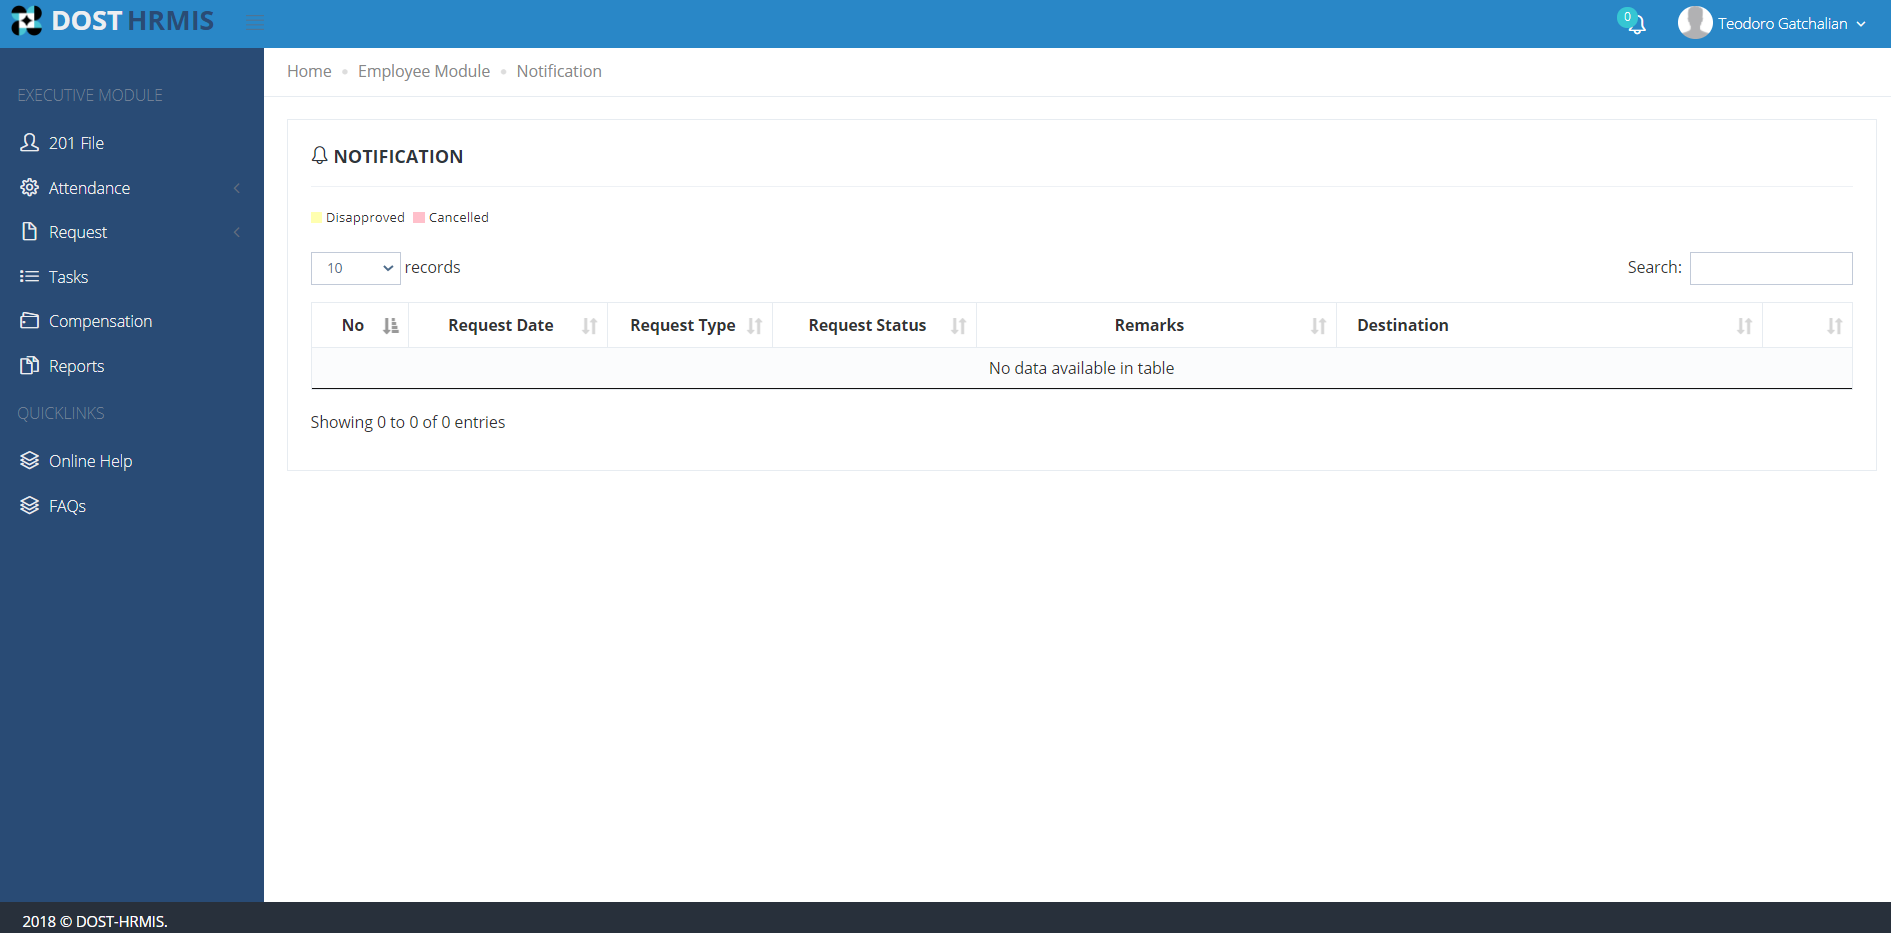 DOST HRMIS
0
Teodoro Gatchalian
EXECUTIVE MODULE
201 File
Attendance
Request
Tasks
Compensation
Reports
QUICKLINKS
Online Help
FAQs
Home • Employee Module • Notification
NOTIFICATION
Disapproved Cancelled
10 records
Search:
No Request Date Request Type Request Status Remarks Destination
No data available in table
Showing 0 to 0 of 0 entries
2018 © DOST-HRMIS.